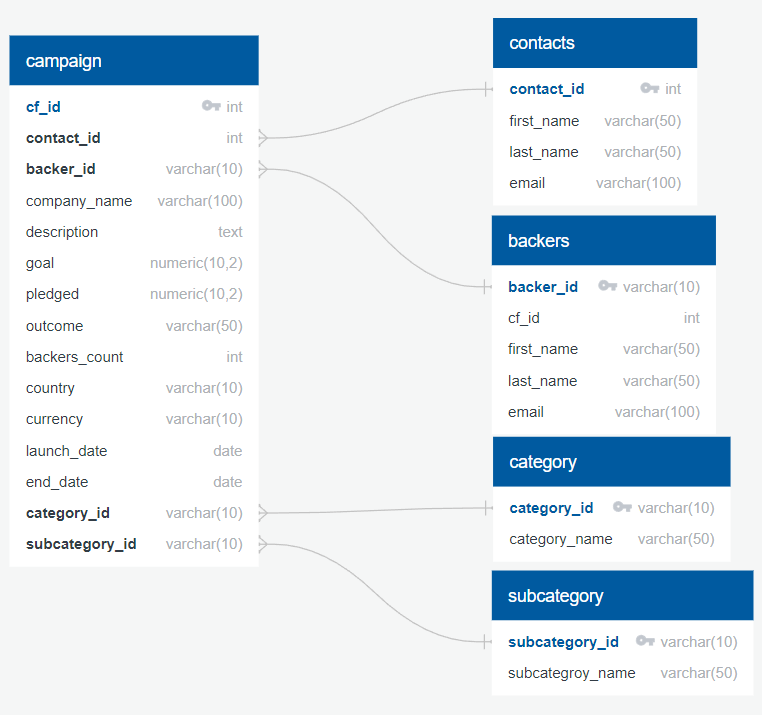 campaign
cf_id int
contact_id int
backer_id varchar(10)
company_name varchar(100)
description text
goal numeric(10,2)
pledged numeric(10,2)
outcome varchar(50)
backers_count int
country varchar(10)
currency varchar(10)
launch_date date
end_date date
category_id varchar(10)
subcategory_id varchar(10)
contacts
contact_id int
first_name varchar(50)
last_name varchar(50)
email varchar(100)
backers
backer_id varchar(10)
cf_id int
first_name varchar(50)
last_name varchar(50)
email varchar(100)
category
category_id varchar(10)
category_name varchar(50)
subcategory
subcategory_id varchar(10)
subcategroy_name varchar(50)